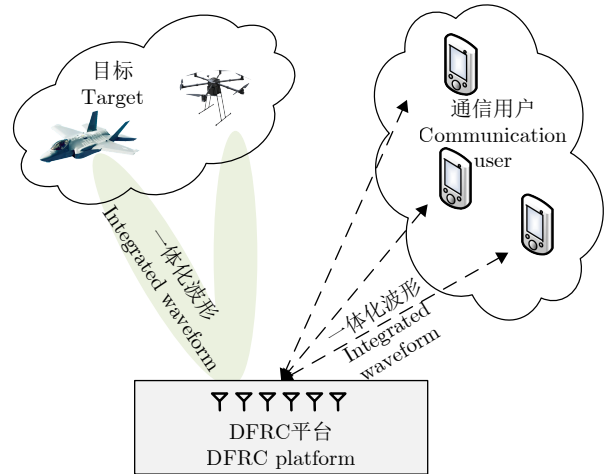 目标
Target
通信用户
Communication
user
一体化波形
Integrated waveform
一体化波形
Integrated
waveform
DFRC平台
DFRC platform